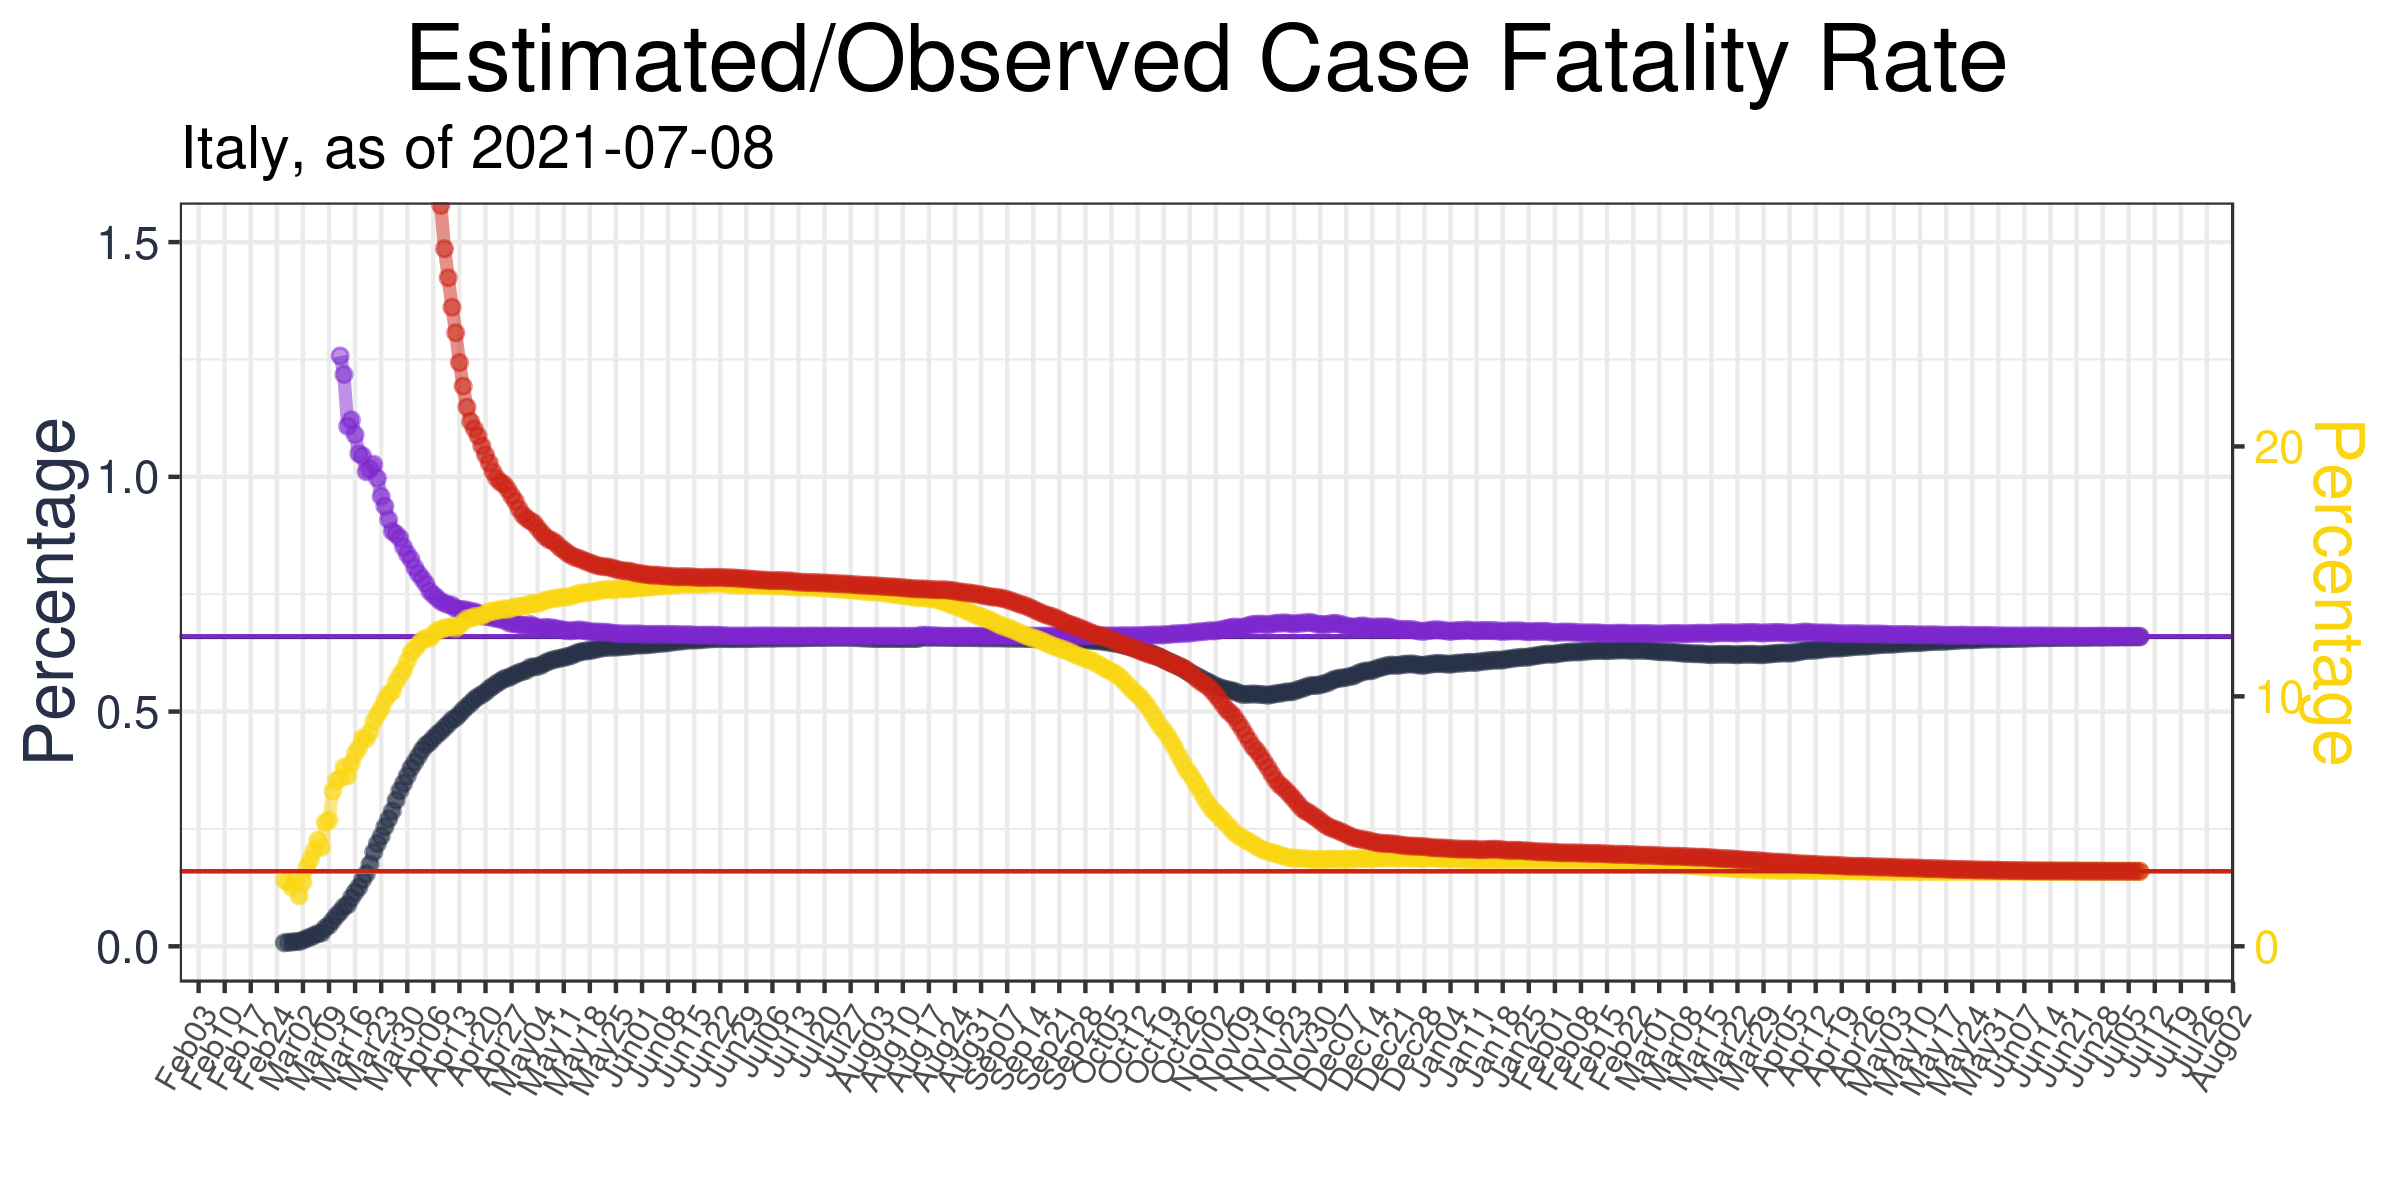 Estimated/Observed Case Fatality Rate
Italy, as of 2021-07-08
Percentage
1.5
1.0
0.5
0.0
20
10
0
Percentage
Feb03
Feb10
Feb17
Feb24
Mar02
Mar09
Mar16
Mar23
Mar30
Apr06
Apr13
Apr20
Apr27
May04
May11
May18
May25
Jun01
Jun08
Jun15
Jun22
Jun29
Jul06
Jul13
Jul20
Jul27
Aug03
Aug10
Aug17
Aug24
Aug31
Sep07
Sep14
Sep21
Sep28
Oct05
Oct12
Oct19
Oct26
Nov02
Nov09
Nov16
Nov23
Nov30
Dec07
Dec14
Dec21
Dec28
Jan04
Jan11
Jan18
Jan25
Feb01
Feb08
Feb15
Feb22
Mar01
Mar08
Mar15
Mar22
Mar29
Mar05
Apr12
Apr19
Apr26
May03
May10
May17
May24
May31
Jun07
Jun14
Jun21
Jun28
Jun05
Jul12
Jul19
Jul26
Aug02